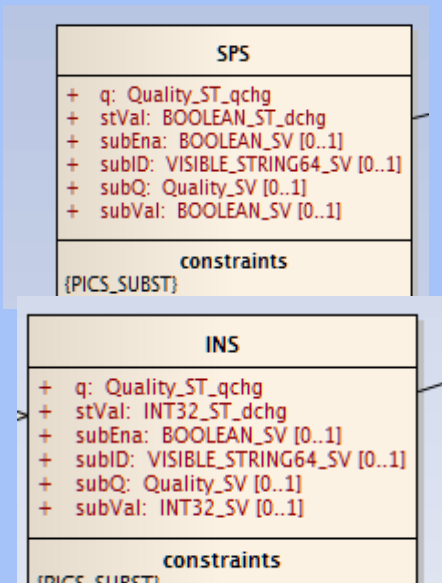 SPS
+ q: Quality_ST_qchg
+ stVal: BOOLEAN_ST_dchg
+ subEna: BOOLEAN_SV [0..1]
+ subID: VISIBLE_STRING64_SV [0..1]
+ subQ: Quality_SV [0..1]
+ subVal: BOOLEAN_SV [0..1]
constraints
{PICS_SUBST}
INS
+ q: Quality_ST_qchg
+ stVal: INT32_ST_dchg
+ subEna: BOOLEAN_SV [0..1]
+ subID: VISIBLE_STRING64_SV [0..1]
+ subQ: Quality_SV [0..1]
+ subVal: INT32_SV [0..1]
constraints
{PICS_SUBST}